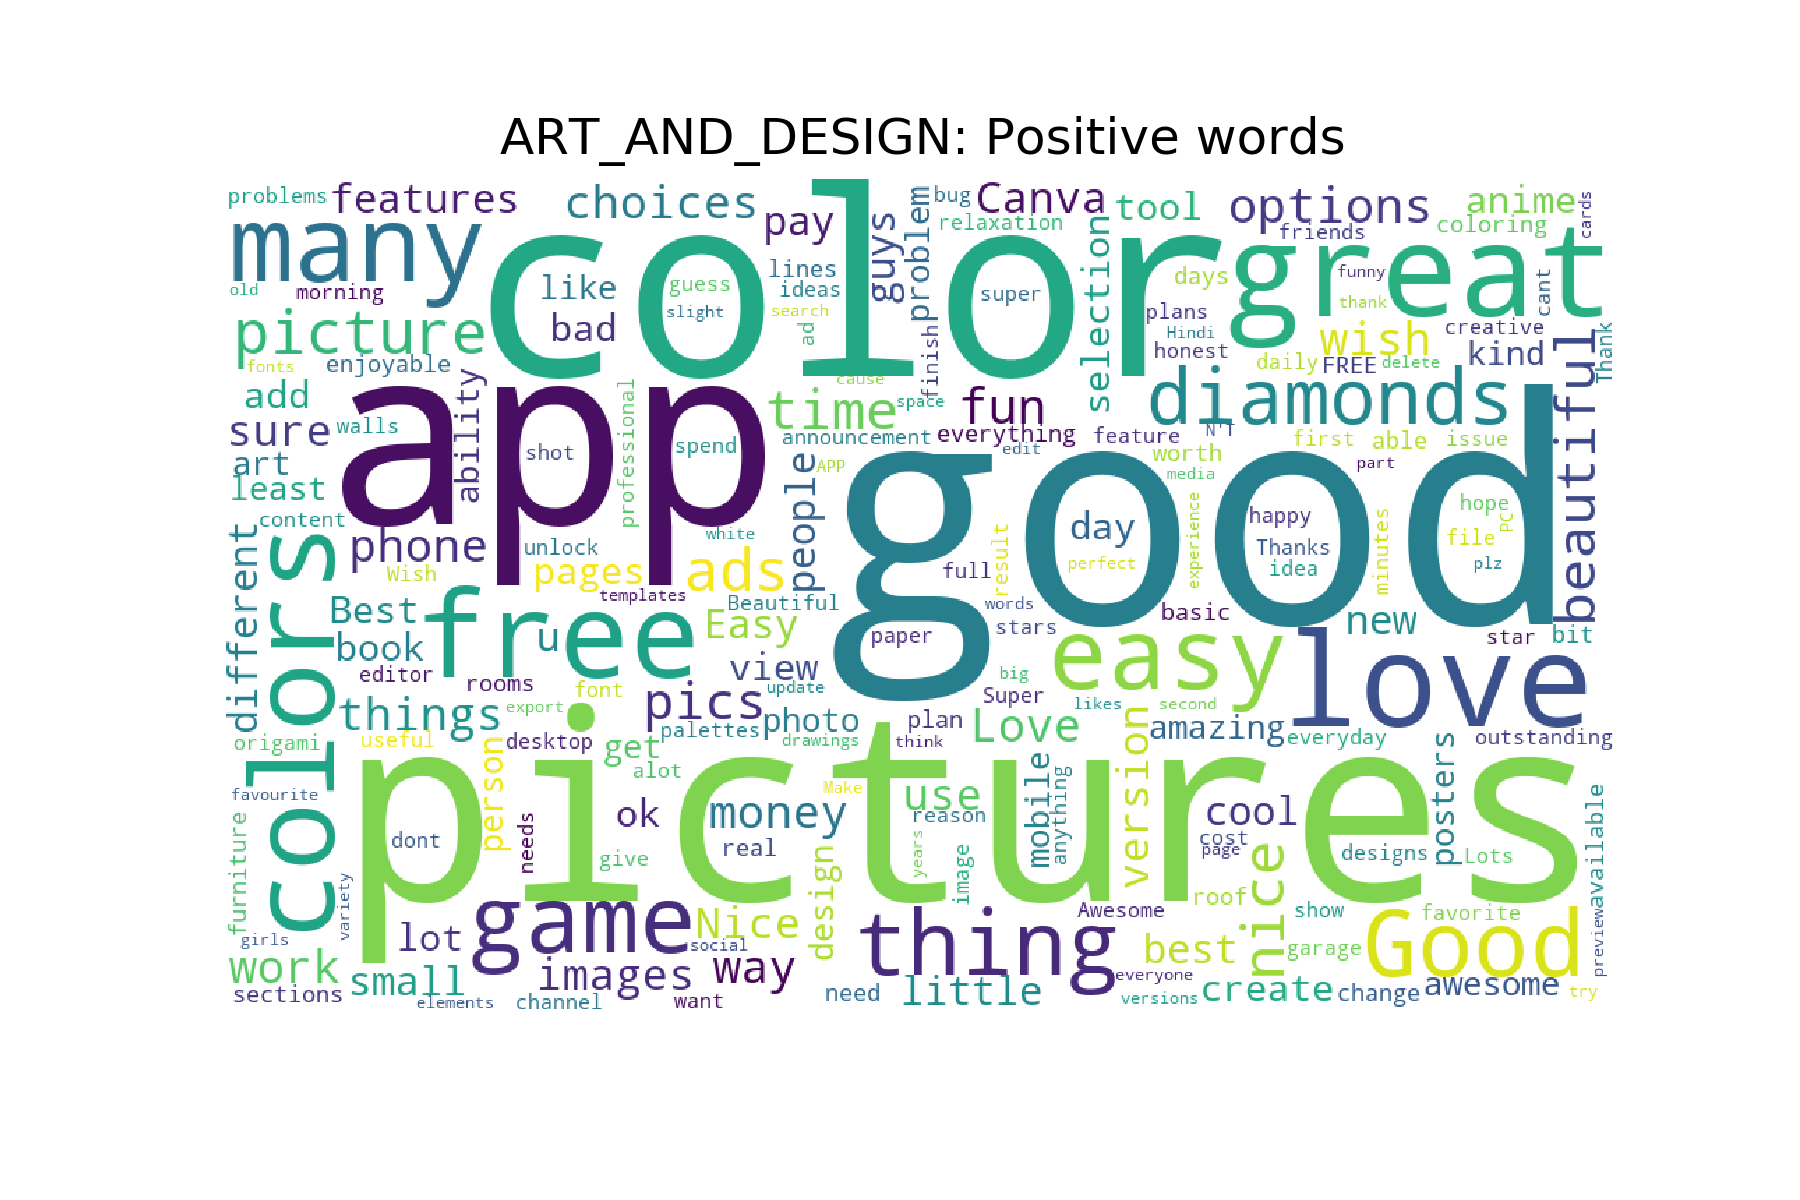 ART_AND_DESIGN: Positive words
problems
features
choices
pay
guys
problem
bug
Canva
relaxation
tool
selection
options
friends
anime
coloring
cards
many
color
great
old
morning
like
bad
guess
slight
lines
ideas
search
ad
super
days
plans
Hindi
honest
funny
thank
cant
creative
wish
kind
Thank
picture
fonts
enjoyable
add
sure
walls
art
least
content
ability
app
shot
professional
spend
cause
time
space
finish
fun
announcement
everything
edit
feature
N'T
daily
FREE
delete
diamonds
worth
media
first
able
issue
part
beautiful
APP
people
good
day
perfect
result
full
experience
happy
Thanks
idea
minutes
hope
file
PC
plz
different
colors
phone
Wish
unlock
white
pages
ads
templates
Best
book
editor
free
u
rooms
font
Easy
Beautiful
view
paper
words
stars
basic
new
star
bit
easy
love
big
Super
likes
second
things
export
pics
update
palettes
photo
drawings
plan
think
Love
amazing
everyday
outstanding
origami
useful
desktop
get
alot
person
favourite
pictures
dont
needs
ok
give
money
real
Make
use
reason
years
image
mobile
anything
version
cool
cost
page
designs
posters
Lots
available
furniture
variety
girls
work
sections
lot
small
elements
game
images
channel
Nice
social
way
want
design
need
thing
little
Awesome
everyone
versions
best
roof
create
nice
show
garage
change
favorite
Good
awesome
preview
try